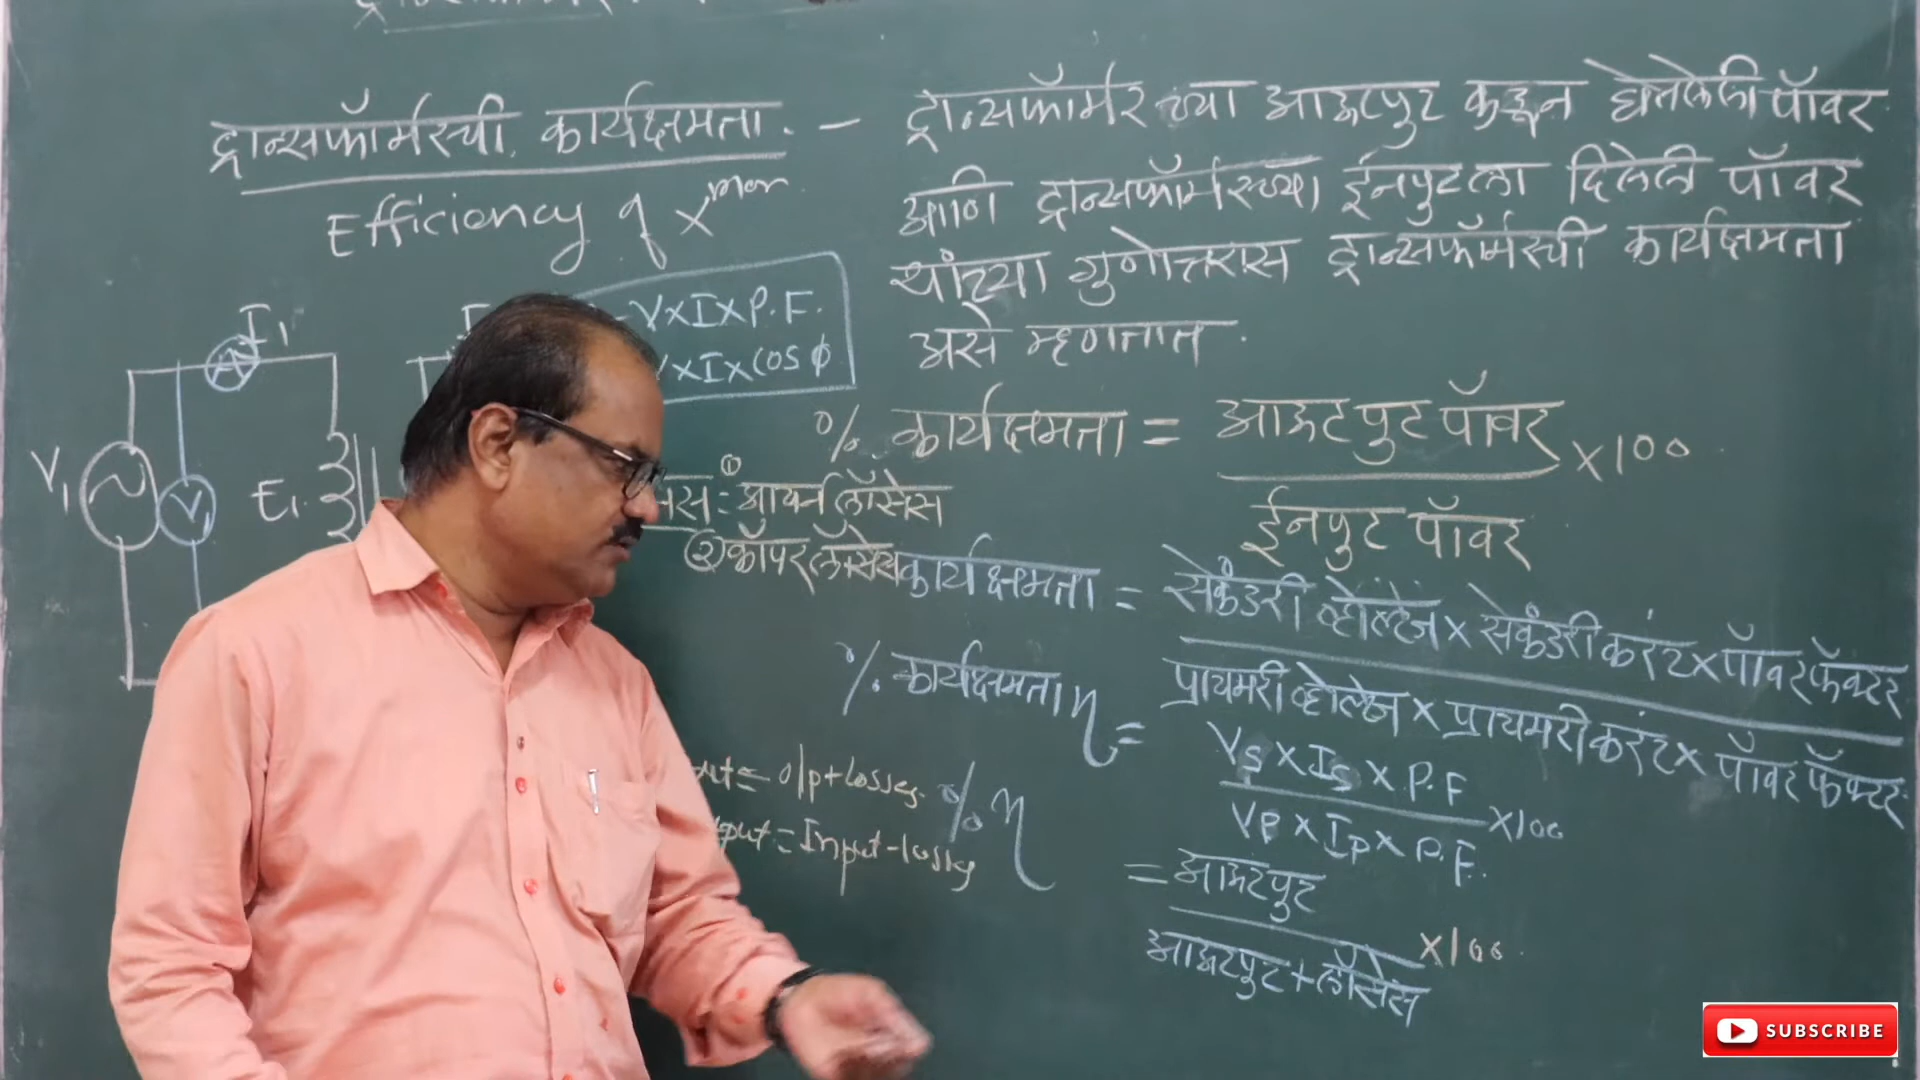 ट्रान्सफॉर्मरची कार्यक्षमता. –
Efficiency of X mer
ट्रान्सफॉर्मरच्या आऊटपुट कडून घेतलेली पॉवर
आणि ट्रान्सफॉर्मरच्या ईनपुटला दिलेली पॉवर
यांच्या गुणोत्तरास ट्रान्सफॉर्मरची कार्यक्षमता
असे म्हणतात.
= V×I×P.F.
V×I×COS ϕ
I1
A
V1
V
E1.
I
% कार्यक्षमता = आऊटपुट पॉवर ×100
ईनपुट पॉवर
① आयर्न लॉसेस
② कॉपर लॉसेस
कार्यक्षमता = सेकंडरी व्होल्टेज × सेकंडरी करंट × पॉवर फॅक्टर
प्रायमरी व्होल्टेज × प्रायमरी करंट × पॉवर फॅक्टर
% कार्यक्षमता η = Vs × Is × P.F ×100
Vp × Ip × P.F.
= o/p+Losses.
= Input-losses
% η = आऊटपुट ×100
आऊटपुट + लॉसेस
SUBSCRIBE